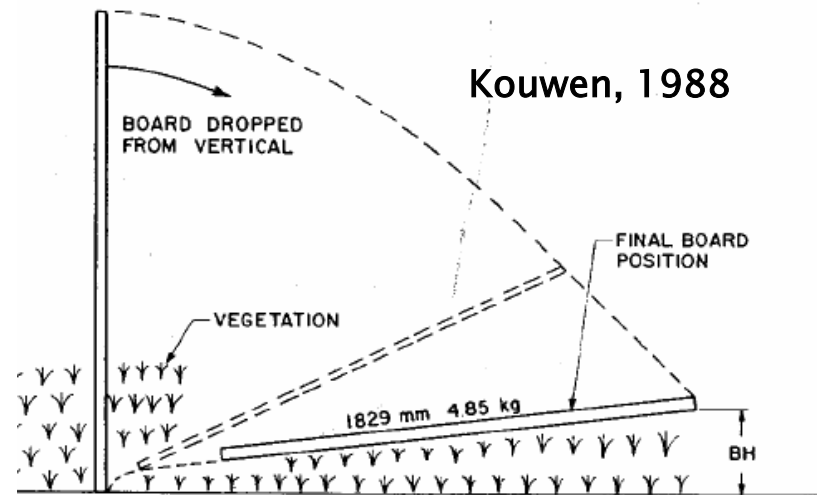 Kouwen, 1988
BOARD DROPPED
FROM VERTICAL
FINAL BOARD
POSITION
VEGETATION
1829 mm 4.85 kg
BH